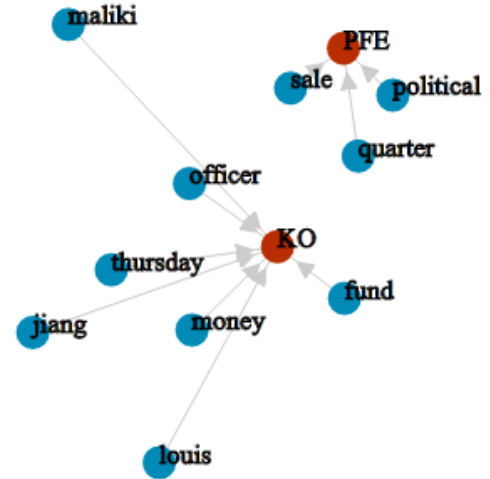 maliki
PFE
sale
political
quarter
officer
KO
thursday
fund
jiang
money
louis